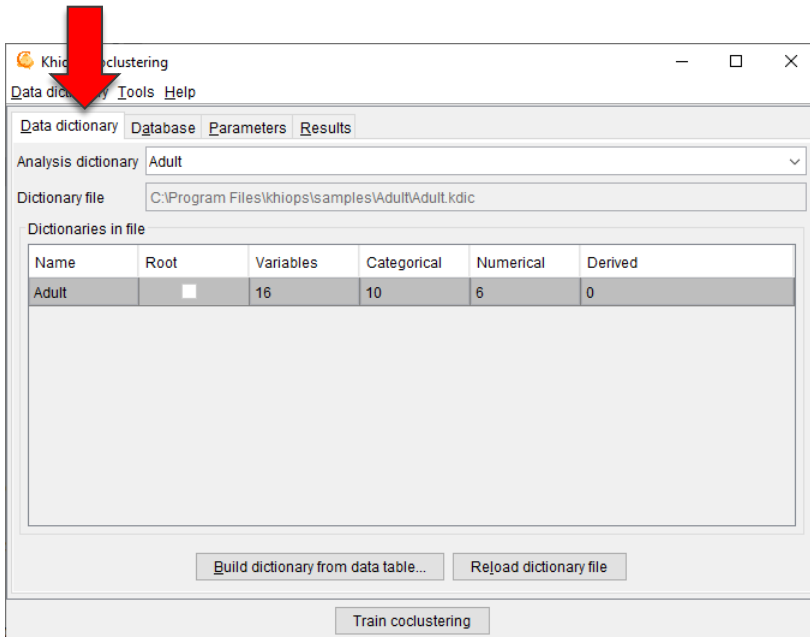 Khi oclustering
Data dic y Tools Help
Data dictionary Database Parameters Results
Analysis dictionary Adult
Dictionary file C:\Program Files\khiops\samples\Adult\Adult.kdic
Dictionaries in file
Name Root Variables Categorical Numerical Derived
Adult 16 10 6 0
Build dictionary from data table... Reload dictionary file
Train coclustering